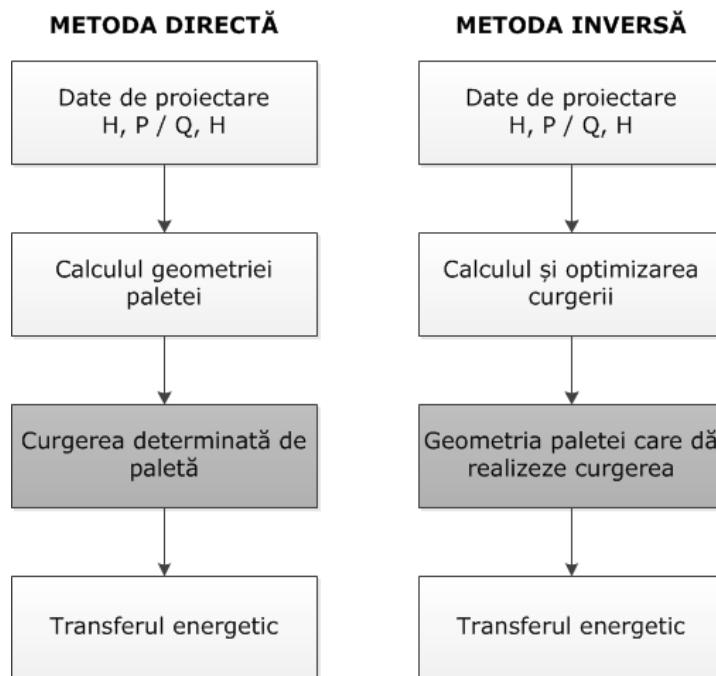 METODA DIRECTĂ
Date de proiectare
H, P / Q, H
Calculul geometriei
paletei
Curgerea determinată de
paletă
Transferul energetic
METODA INVERSĂ
Date de proiectare
H, P / Q, H
Calculul și optimizarea
curgerii
Geometria paletei care dă
realizeze curgerea
Transferul energetic